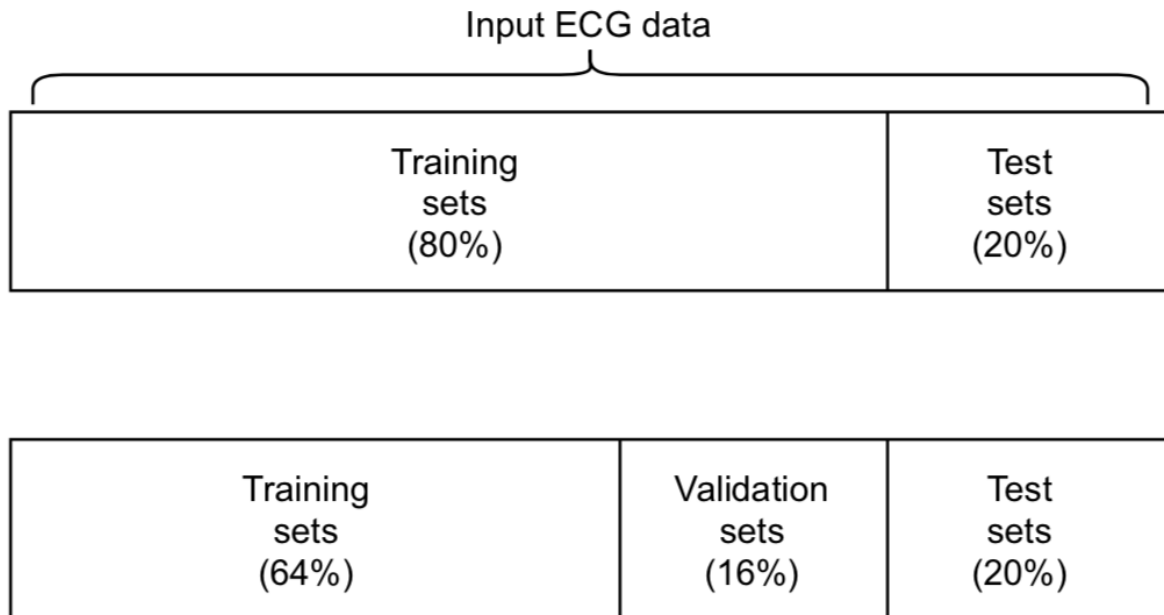 Input ECG data
Training
sets
(80%)
Test
sets
(20%)
Training
sets
(64%)
Validation
sets
(16%)
Test
sets
(20%)